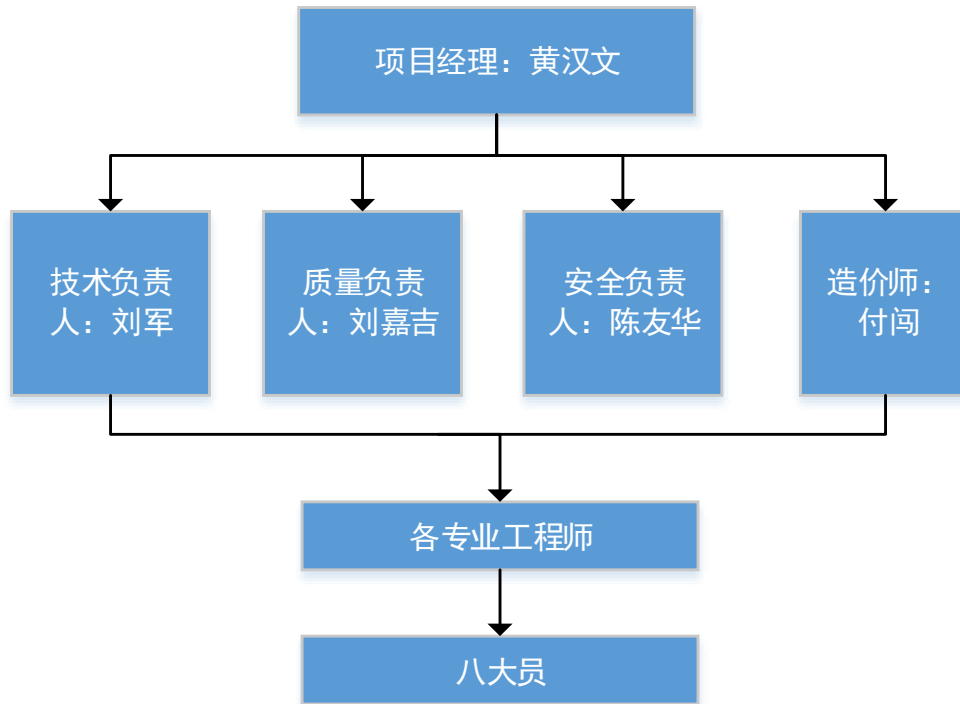 项目经理：黄汉文
技术负责
人：刘军
质量负责
人：刘嘉吉
安全负责
人：陈友华
造价师：
付闯
各专业工程师
八大员